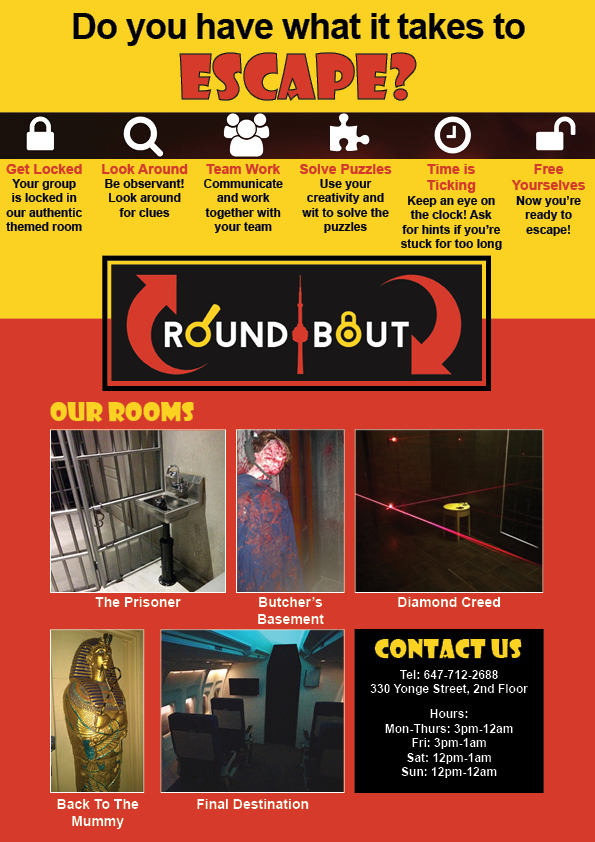 Do you have what it takes to
ESCAPE?
Get Locked
Your group
is locked in
our authentic
themed room
Look Around
Be observant!
Look around
for clues
Team Work
Communicate
and work
together with
your team
Solve Puzzles
Use your
creativity and
wit to solve the
puzzles
Time is
Ticking
Keep an eye on
the clock! Ask
for hints if you're
stuck for too long
Free
Yourselves
Now you're
ready to
escape!
ROUNDABOUT
OUR ROOMS
The Prisoner
Butcher's
Basement
Diamond Creed
Back To The
Mummy
Final Destination
CONTACT US
Tel: 647-712-2688
330 Yonge Street, 2nd Floor
Hours:
Mon-Thurs: 3pm-12am
Fri: 3pm-1am
Sat: 12pm-1am
Sun: 12pm-12am